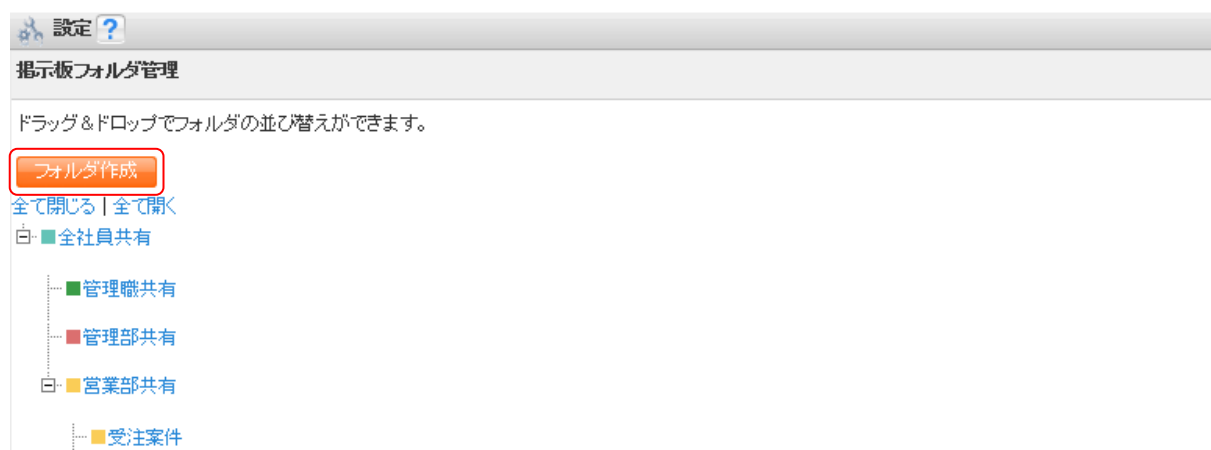 設定 ?
掲示板フォルダ管理
ドラッグ＆ドロップでフォルダの並び替えができます。
フォルダ作成
全て閉じる | 全て開く
全社員共有
管理職共有
管理部共有
営業部共有
受注案件